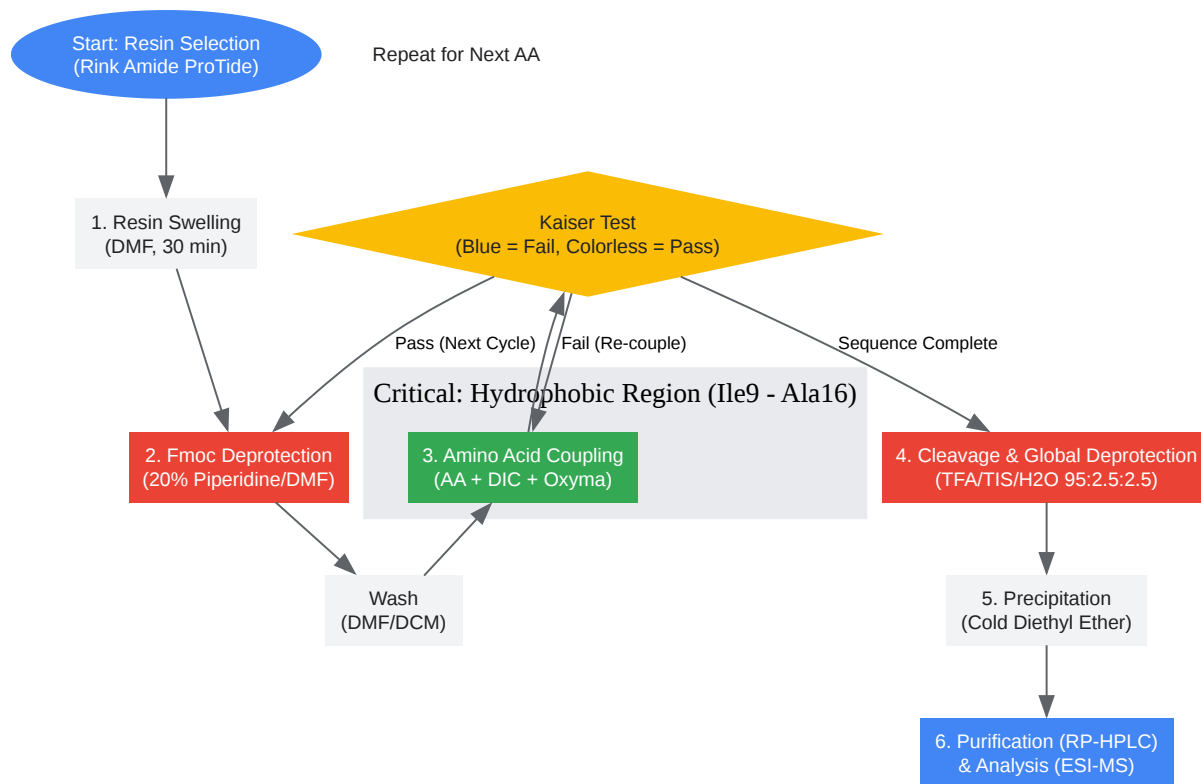 Start: Resin Selection
(Rink Amide ProTide)
Repeat for Next AA
1. Resin Swelling
(DMF, 30 min)
Kaiser Test
(Blue = Fail, Colorless = Pass)
Pass (Next Cycle)
Fail (Re-couple)
Sequence Complete
Critical: Hydrophobic Region (Ile9 - Ala16)
2. Fmoc Deprotection
(20% Piperidine/DMF)
3. Amino Acid Coupling
(AA + DIC + Oxyma)
4. Cleavage & Global Deprotection
(TFA/TIS/H2O 95:2.5:2.5)
Wash
(DMF/DCM)
5. Precipitation
(Cold Diethyl Ether)
6. Purification (RP-HPLC)
& Analysis (ESI-MS)